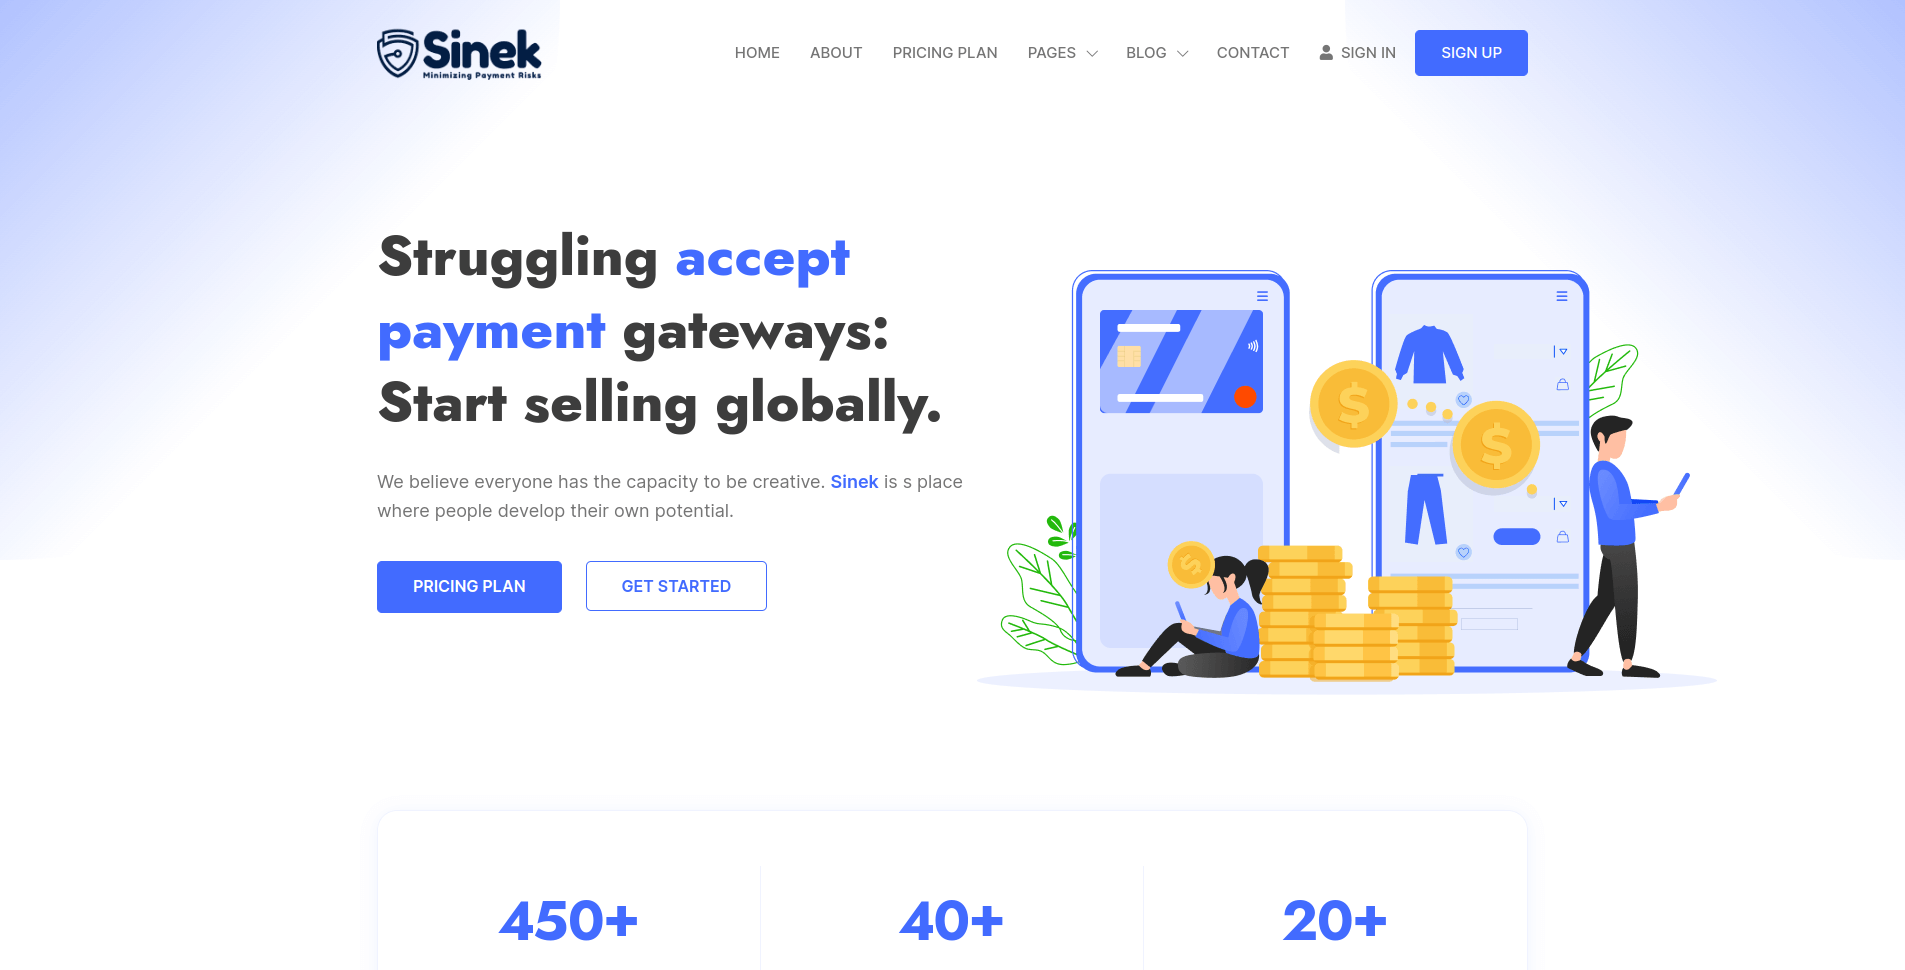 Sinek
Minimizing Payment Risks
HOME
ABOUT
PRICING PLAN
PAGES
BLOG
CONTACT
SIGN IN
SIGN UP
Struggling accept
payment gateways:
Start selling globally.
We believe everyone has the capacity to be creative. Sinek is s place
where people develop their own potential.
PRICING PLAN
GET STARTED
$
$
$
450+
40+
20+